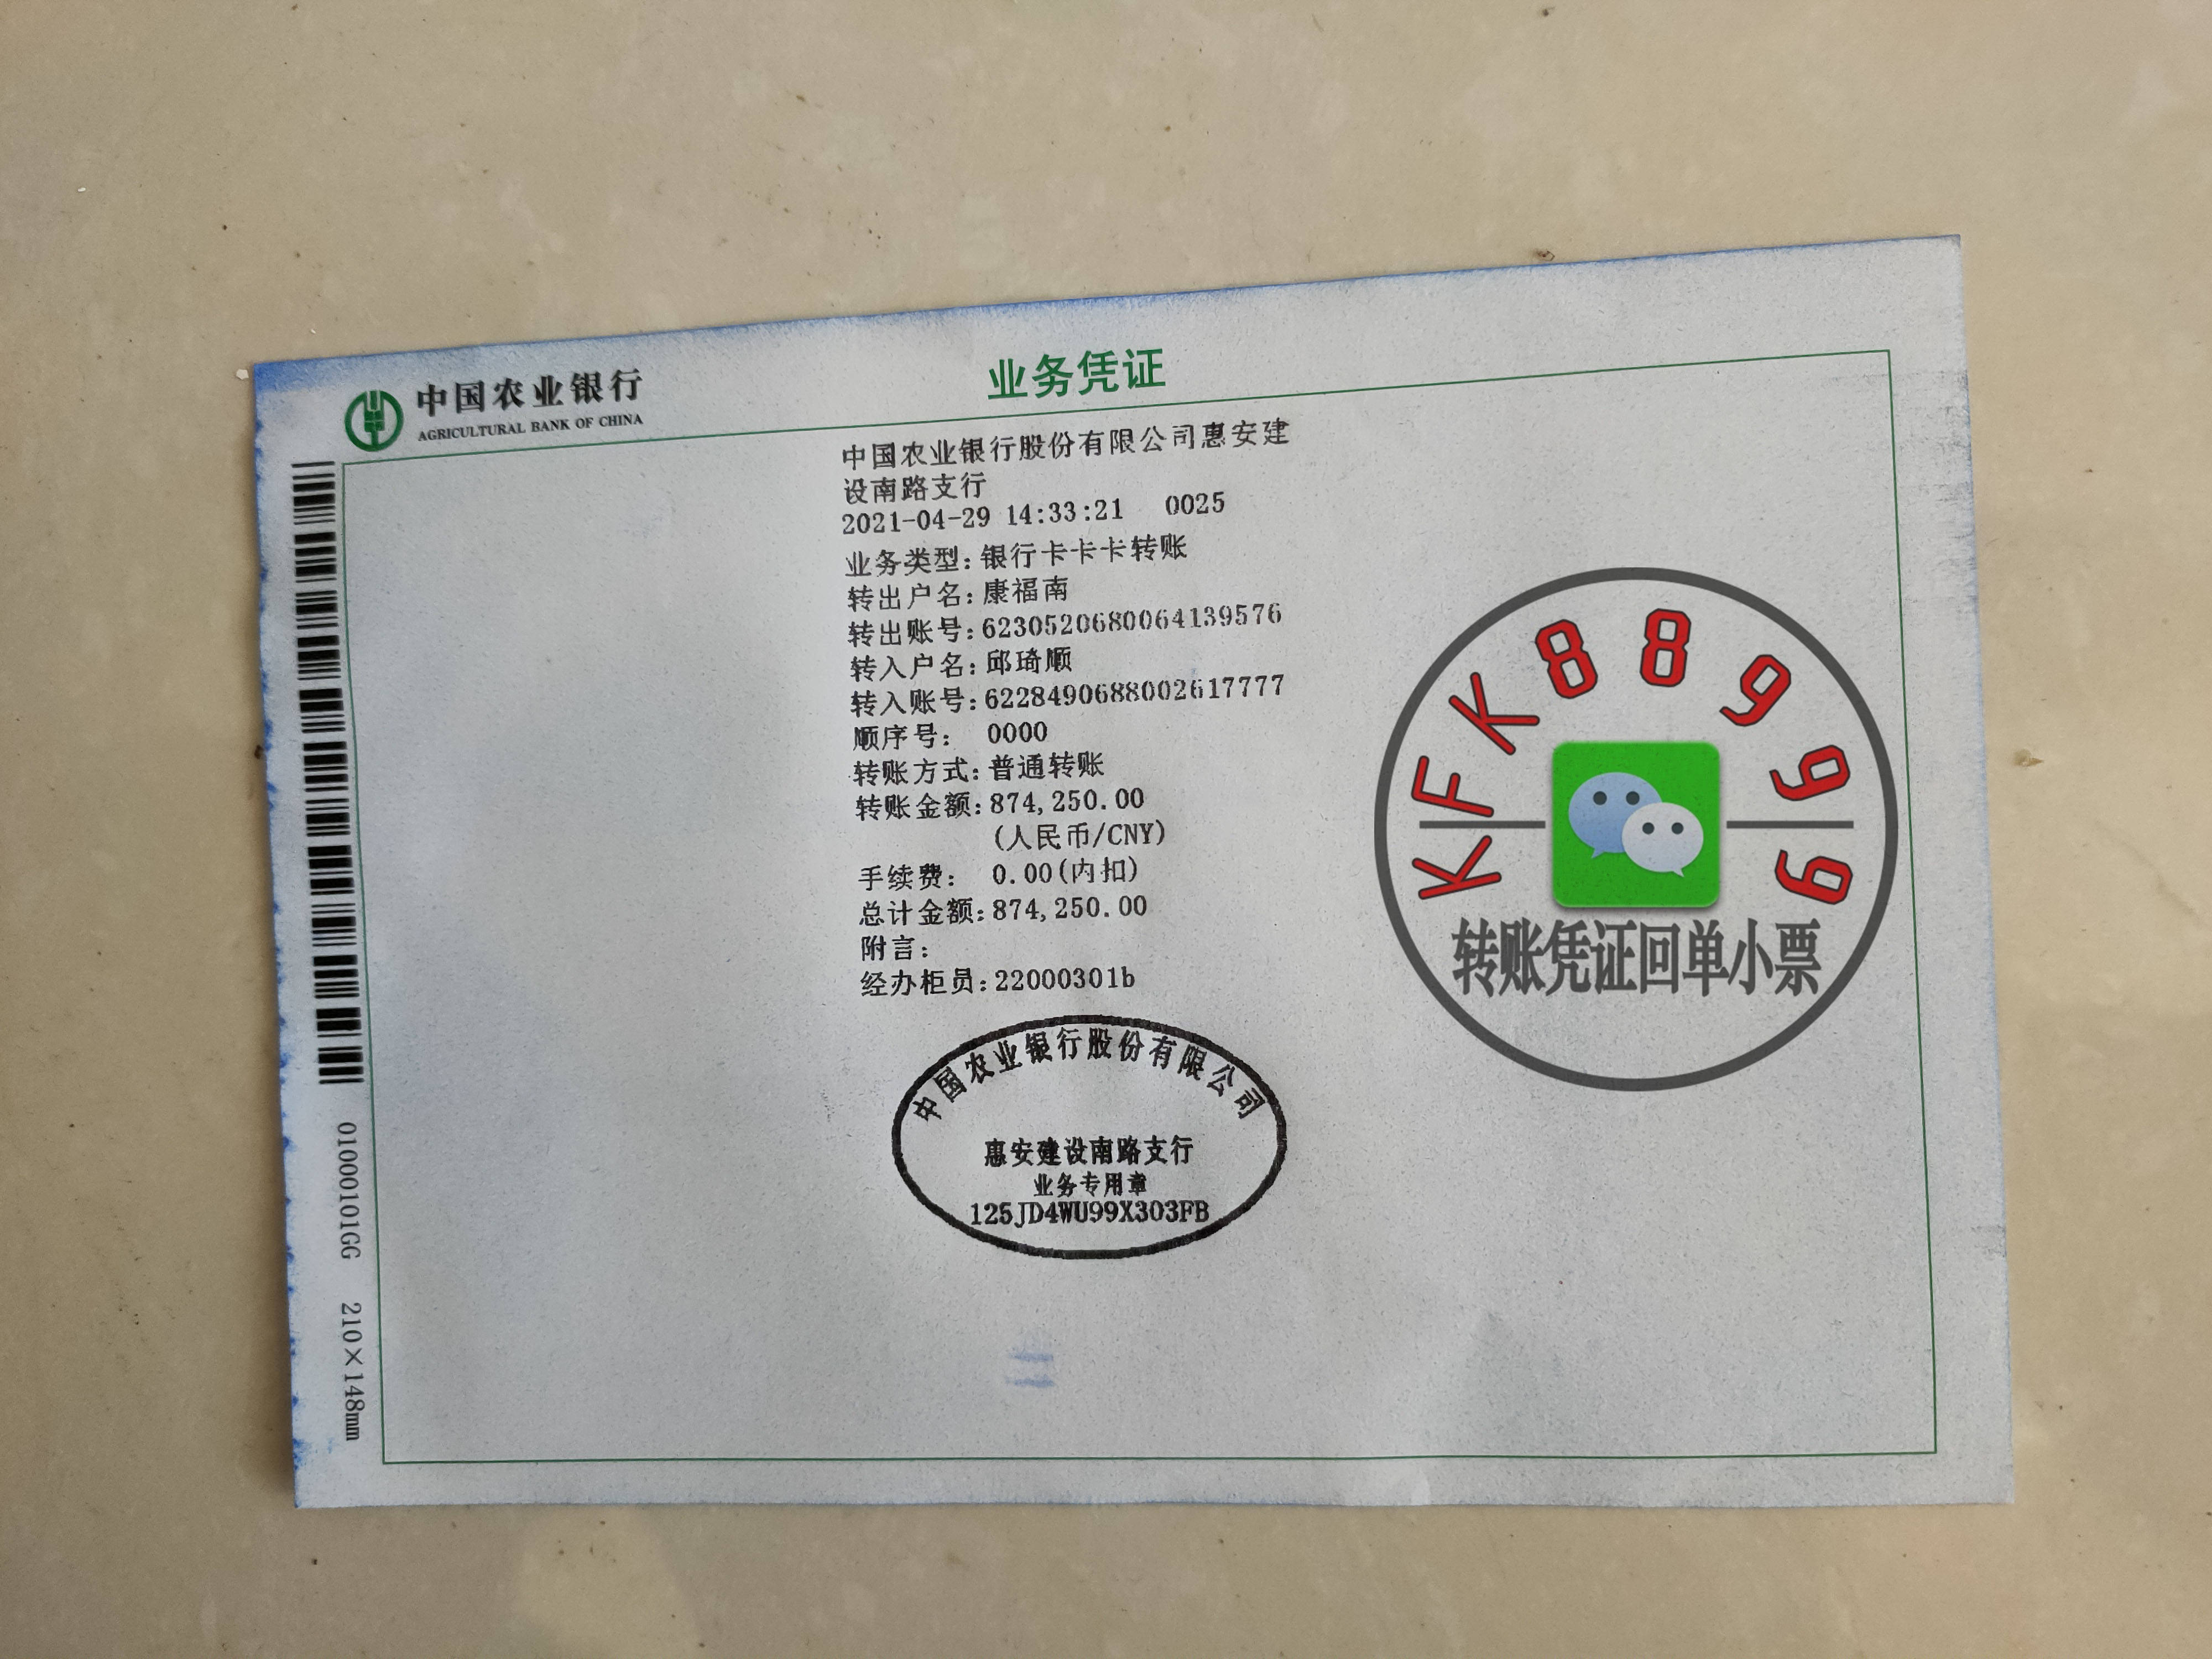 中国农业银行
AGRICULTURAL BANK OF CHINA
业务凭证
中国农业银行股份有限公司惠安建
设南路支行
2021-04-29 14:33:21 0025
业务类型:银行卡卡卡转账
转出户名:康福南
转出账号:6230520680064139576
转入户名:邱琦顺
转入账号:6228490688002617777
顺序号: 0000
转账方式:普通转账
转账金额:874,250.00
(人民币/CNY)
手续费: 0.00(内扣)
总计金额:874,250.00
附言:
经办柜员:22000301b
中国农业银行股份有限公司
惠安建设南路支行
业务专用章
125JD4WU99X303FB
KFK88999
转账凭证回单小票
01000101GG 210×148mm